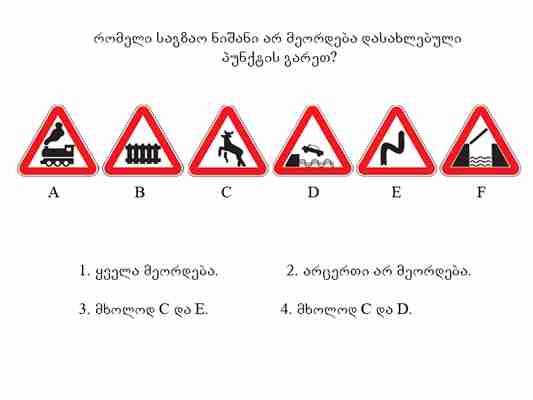 რომელი საგზაო ნიშანი არ მეორდება დასახლებული
პუნქტის გარეთ?
A B C D E F
1. ყველა მეორდება. 2. არცერთი არ მეორდება.
3. მხოლოდ C და E. 4. მხოლოდ C და D.